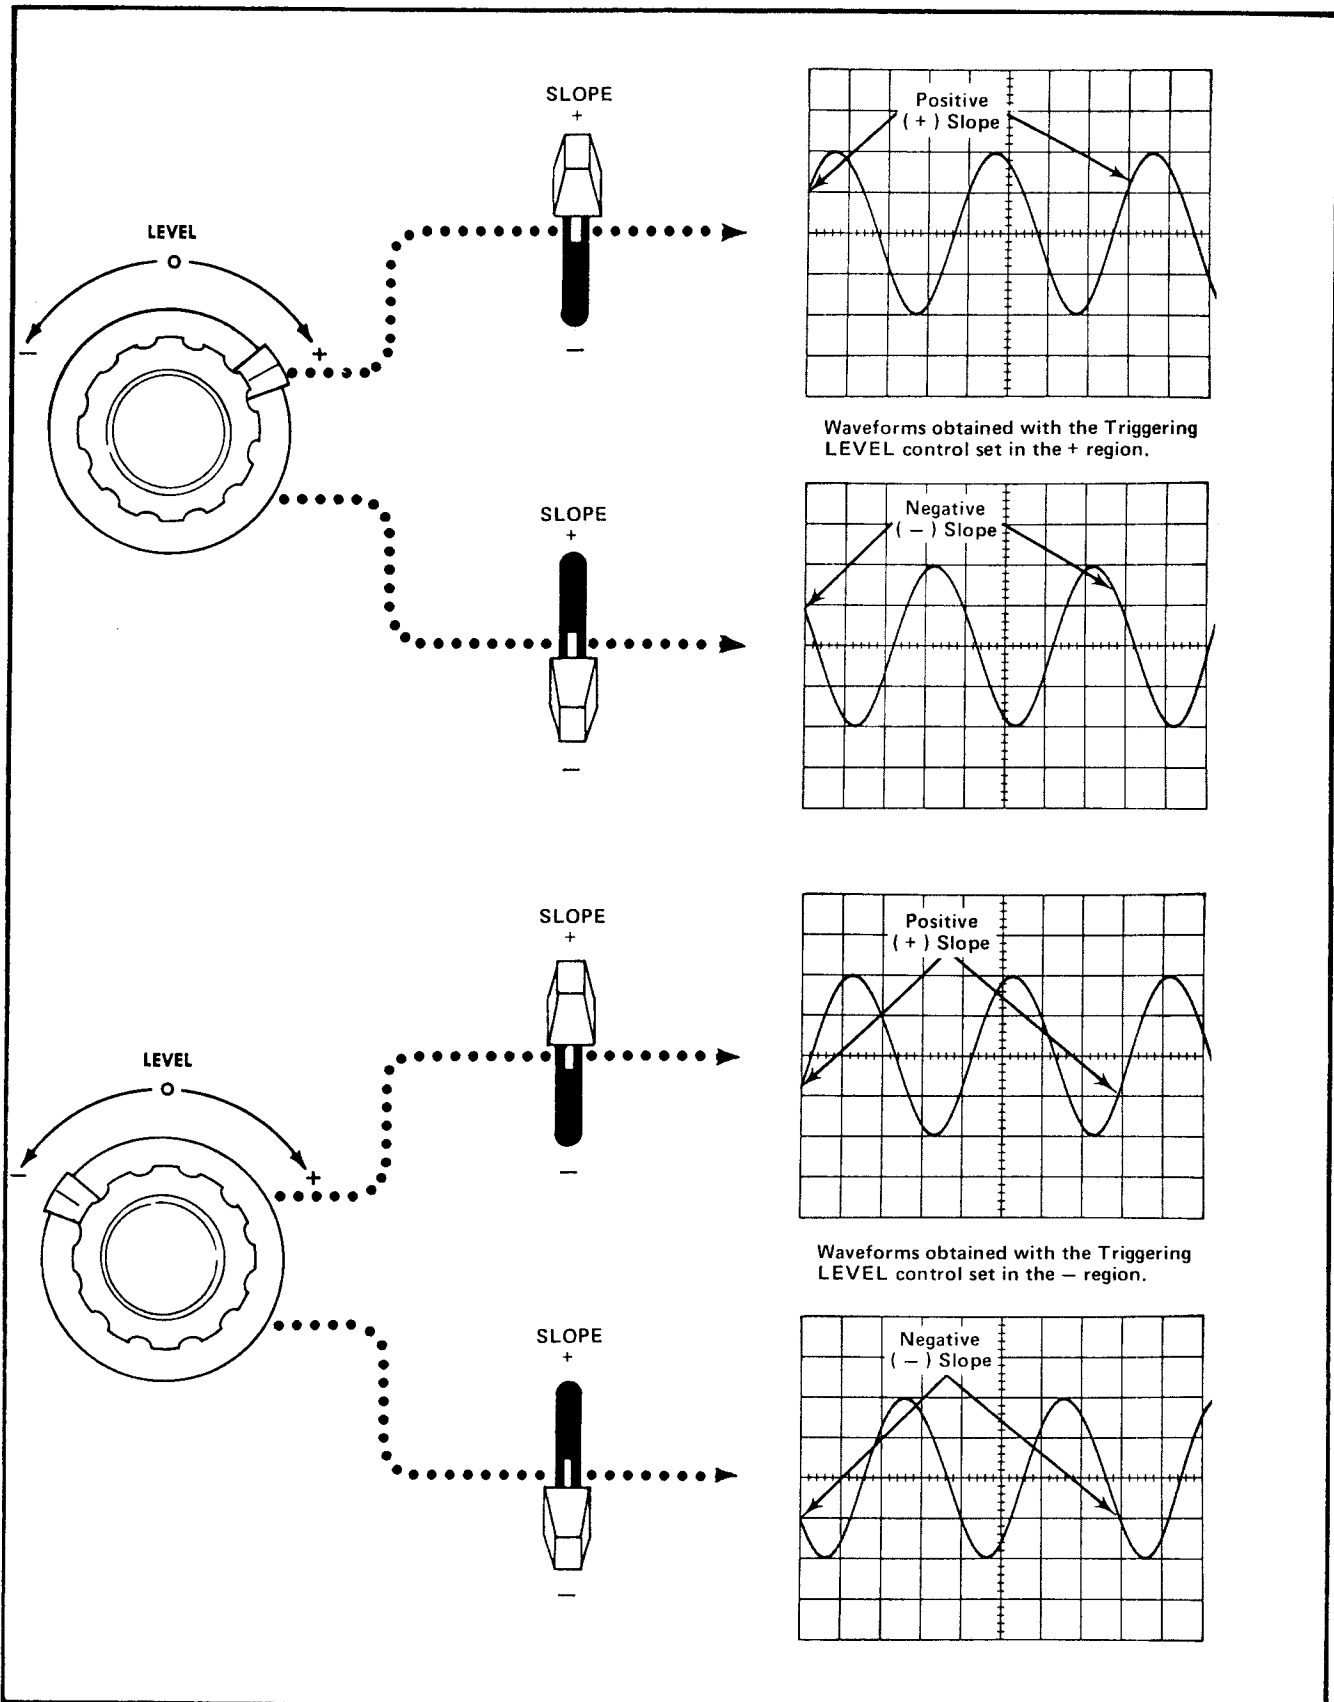 SLOPE
+
—
Positive
( + ) Slope
LEVEL
O
—
+
Waveforms obtained with the Triggering
LEVEL control set in the + region.
SLOPE
+
—
Negative
( — ) Slope
SLOPE
+
—
Positive
( + ) Slope
LEVEL
O
—
+
Waveforms obtained with the Triggering
LEVEL control set in the — region.
SLOPE
+
—
Negative
( — ) Slope